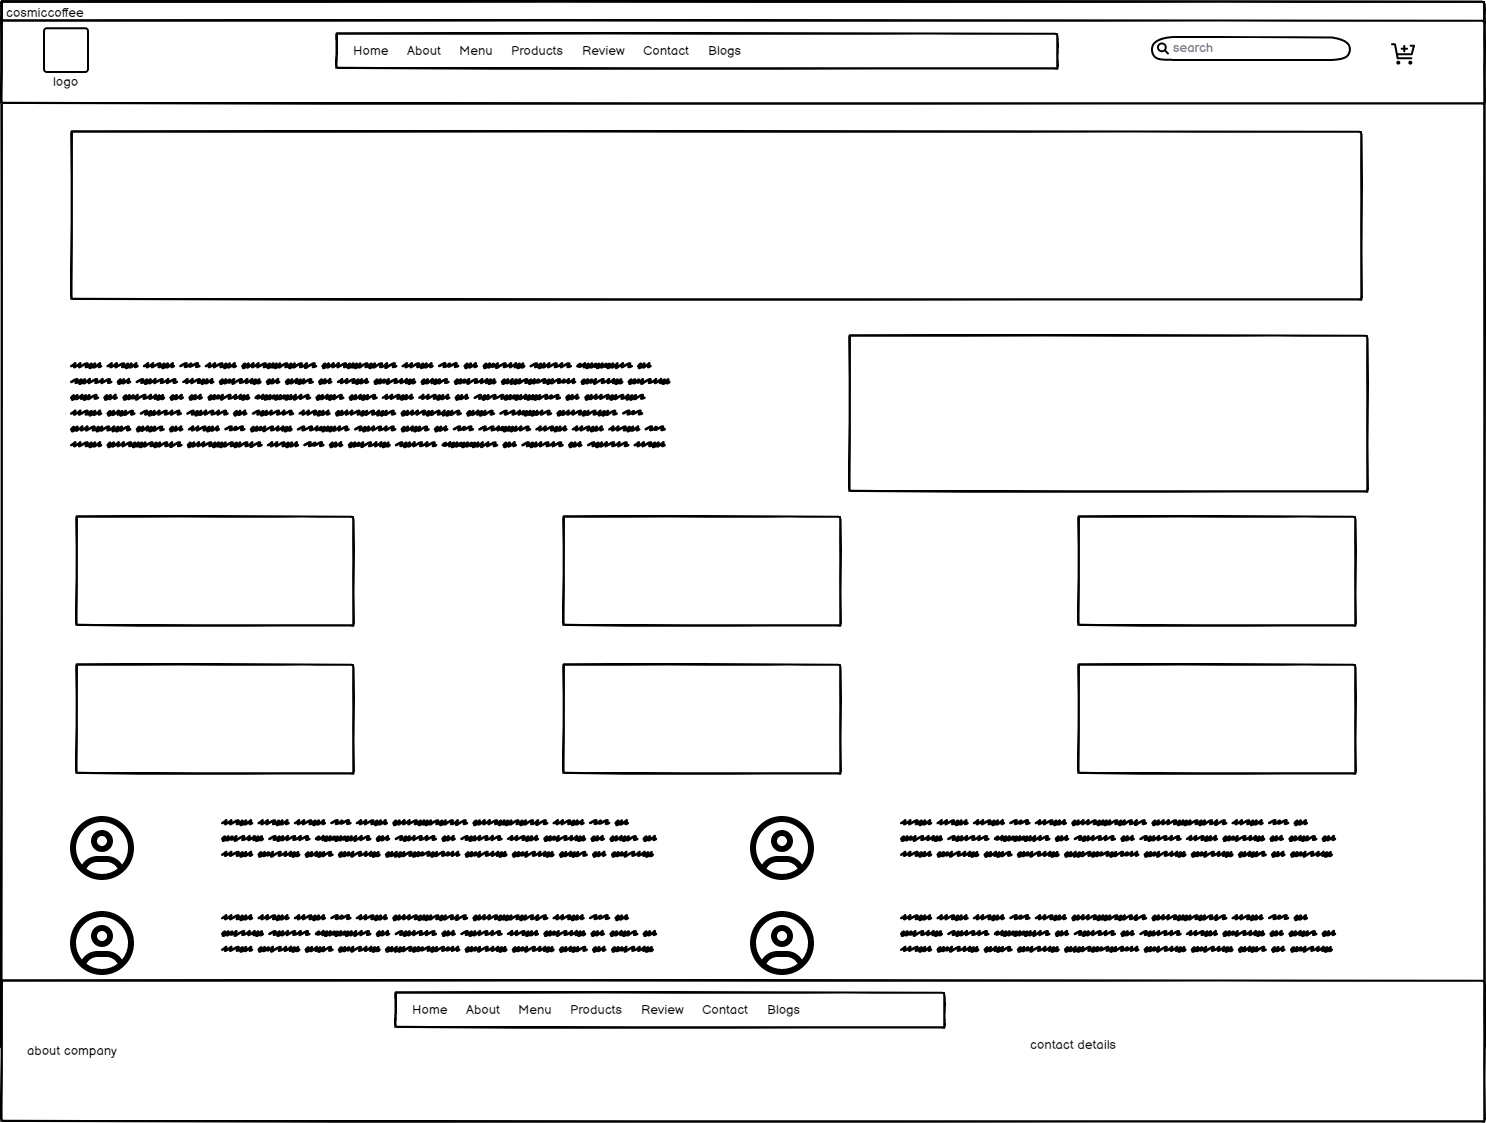 cosmiccoffee
Home About Menu Products Review Contact Blogs
search
logo
Home About Menu Products Review Contact Blogs
about company
contact details